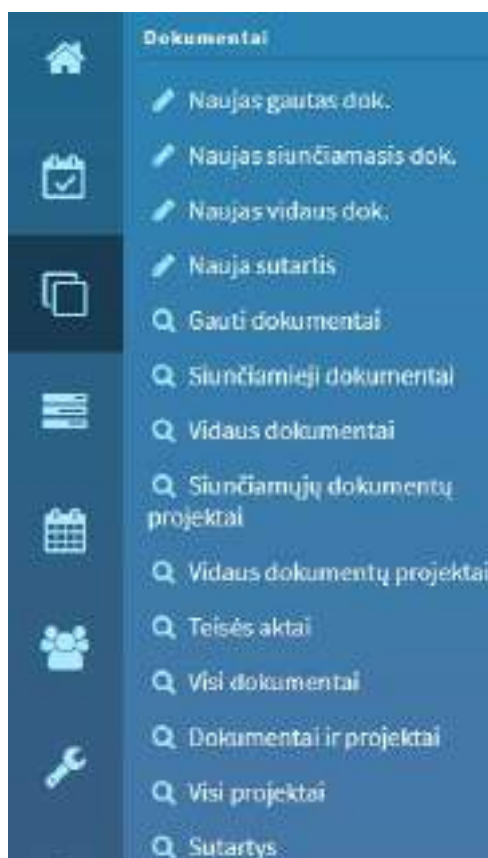 Dokumentai
Naujas gautas dok.
Naujas siunčiamasis dok.
Naujas vidaus dok.
Nauja sutartis
Gauti dokumentai
Siunčiamieji dokumentai
Vidaus dokumentai
Siunčiamųjų dokumentų
projektai
Vidaus dokumentų projektai
Teisės aktai
Visi dokumentai
Dokumentai ir projektai
Visi projektai
Sutartys